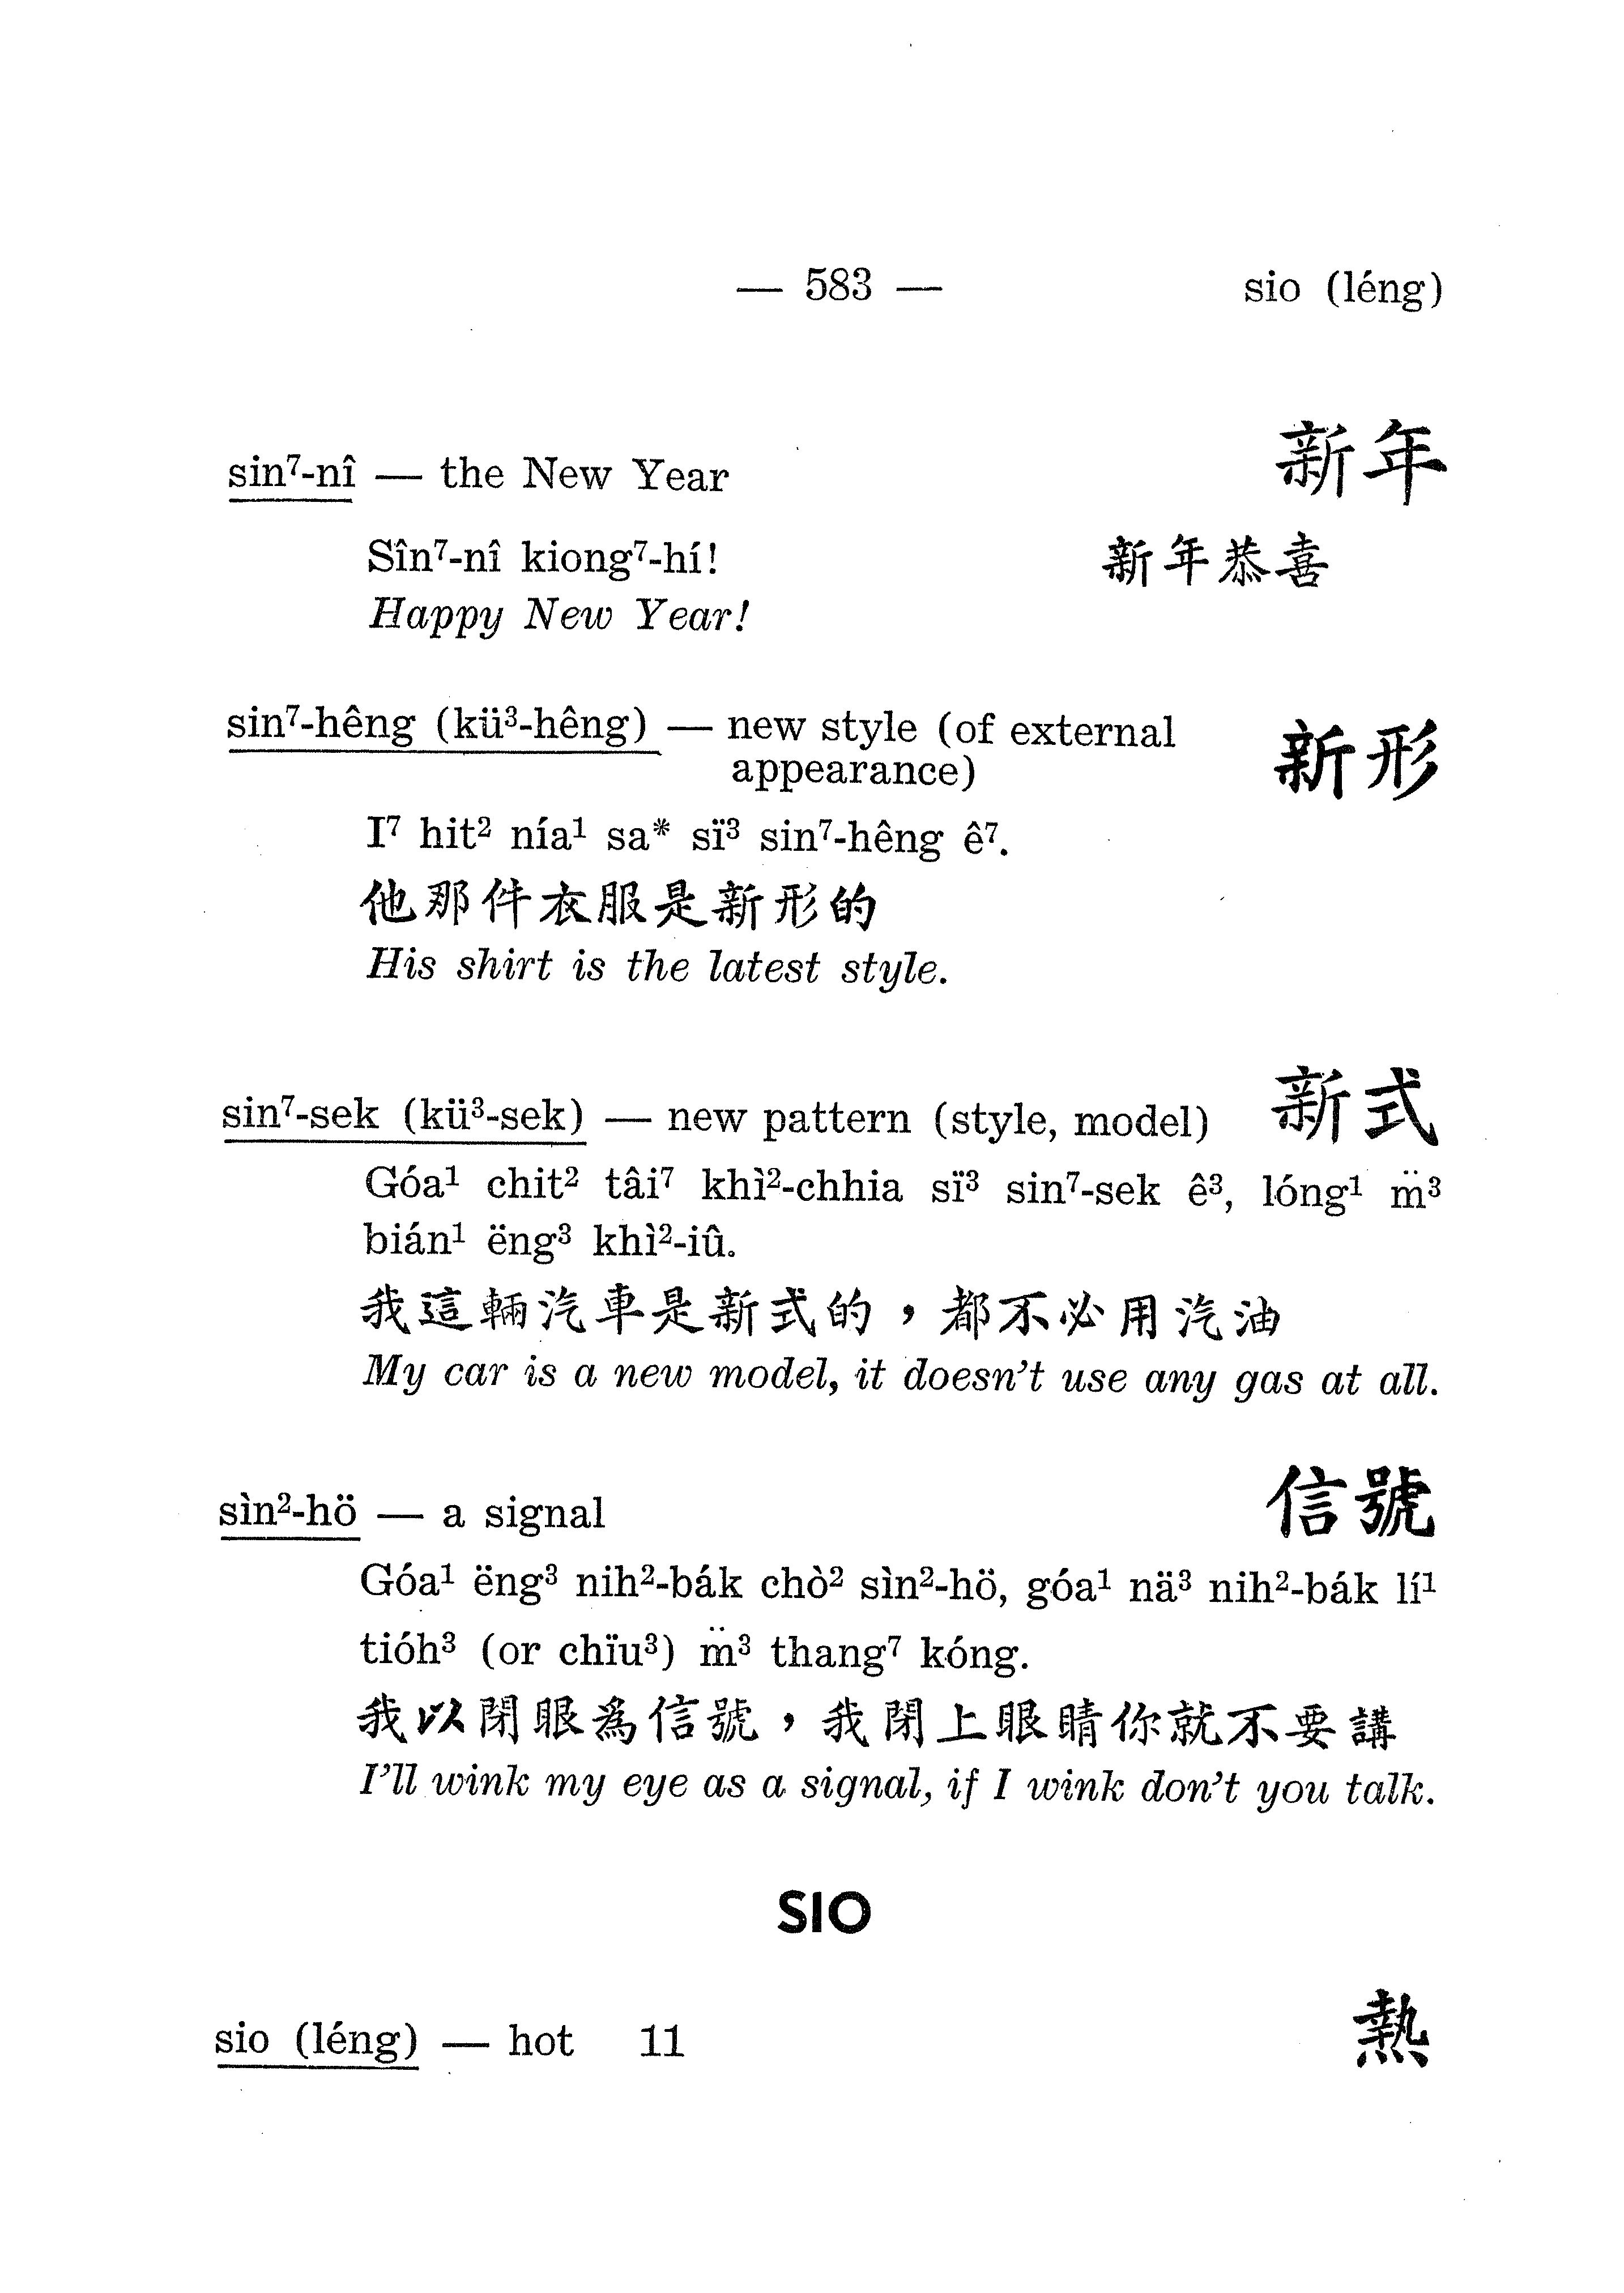 — 583 —
sio (léng)
sin⁷-nî — the New Year 新年
Sîn⁷-nî kiong⁷-hí! 新年恭喜
Happy New Year!
sin⁷-hêng (kü³-hêng) — new style (of external
appearance) 新形
I⁷ hit² nía¹ sa* sï³ sin⁷-hêng ê⁷.
他那件衣服是新形的
His shirt is the latest style.
sin⁷-sek (kü³-sek) — new pattern (style, model) 新式
Góa¹ chit² tâi⁷ khì²-chhia sï³ sin⁷-sek ê³, lóng¹ m̈³
bián¹ ëng³ khì²-iû.
我這輛汽車是新式的，都不必用汽油
My car is a new model, it doesn't use any gas at all.
sìn²-hö — a signal 信號
Góa¹ ëng³ nih²-bák chò² sìn²-hö, góa¹ nä³ nih²-bák lí¹
tióh³ (or chïu³) m̈³ thang⁷ kóng.
我以閉眼為信號，我閉上眼睛你就不要講
I'll wink my eye as a signal, if I wink don't you talk.
SIO
sio (léng) — hot 11 熱